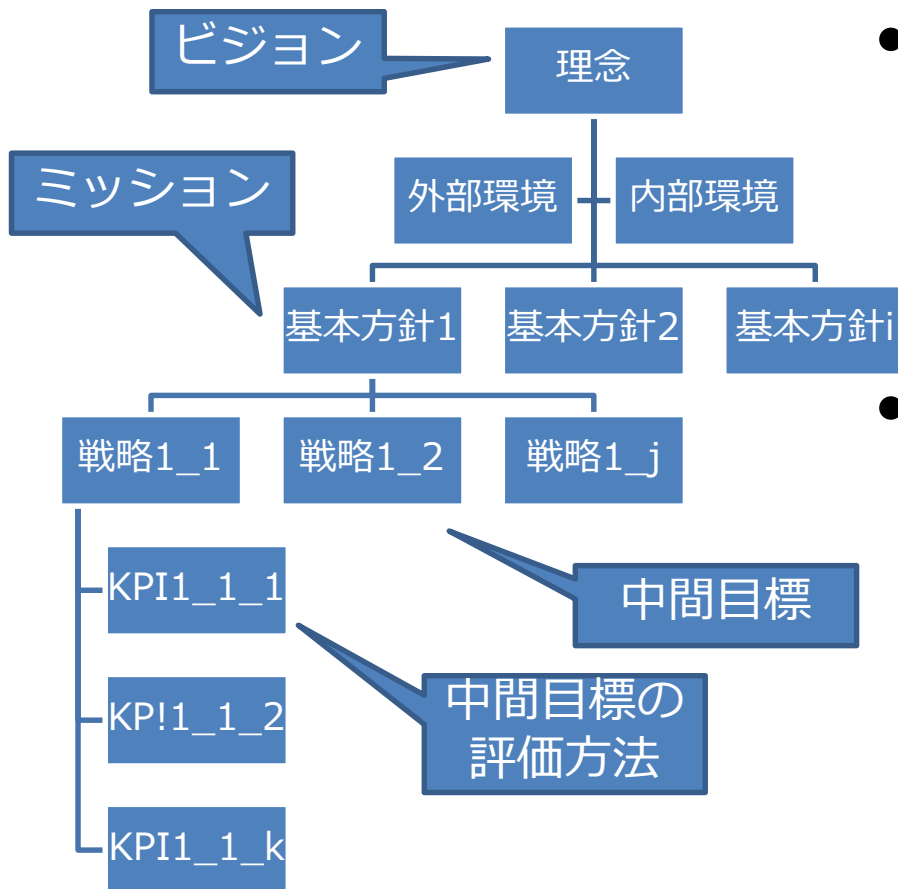 ビジョン
理念
ミッション
外部環境
内部環境
基本方針1
基本方針2
基本方針i
戦略1_1
戦略1_2
戦略1_j
KPI1_1_1
中間目標
KP!1_1_2
中間目標の
評価方法
KPI1_1_k